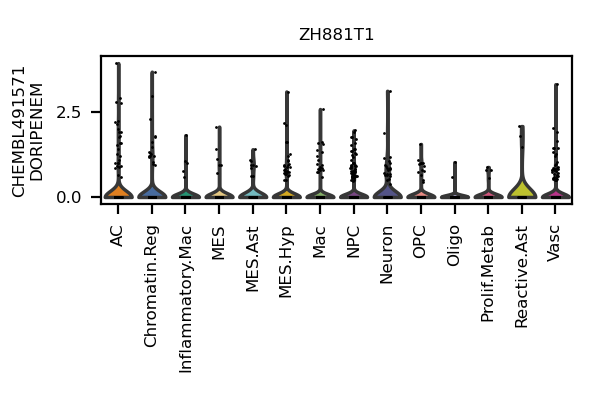 ZH881T1
CHEMBL491571
DORIPENEM
2.5
0.0
AC
Chromatin.Reg
Inflammatory.Mac
MES
MES.Ast
MES.Hyp
Mac
NPC
Neuron
OPC
Oligo
Prolif.Metab
Reactive.Ast
Vasc